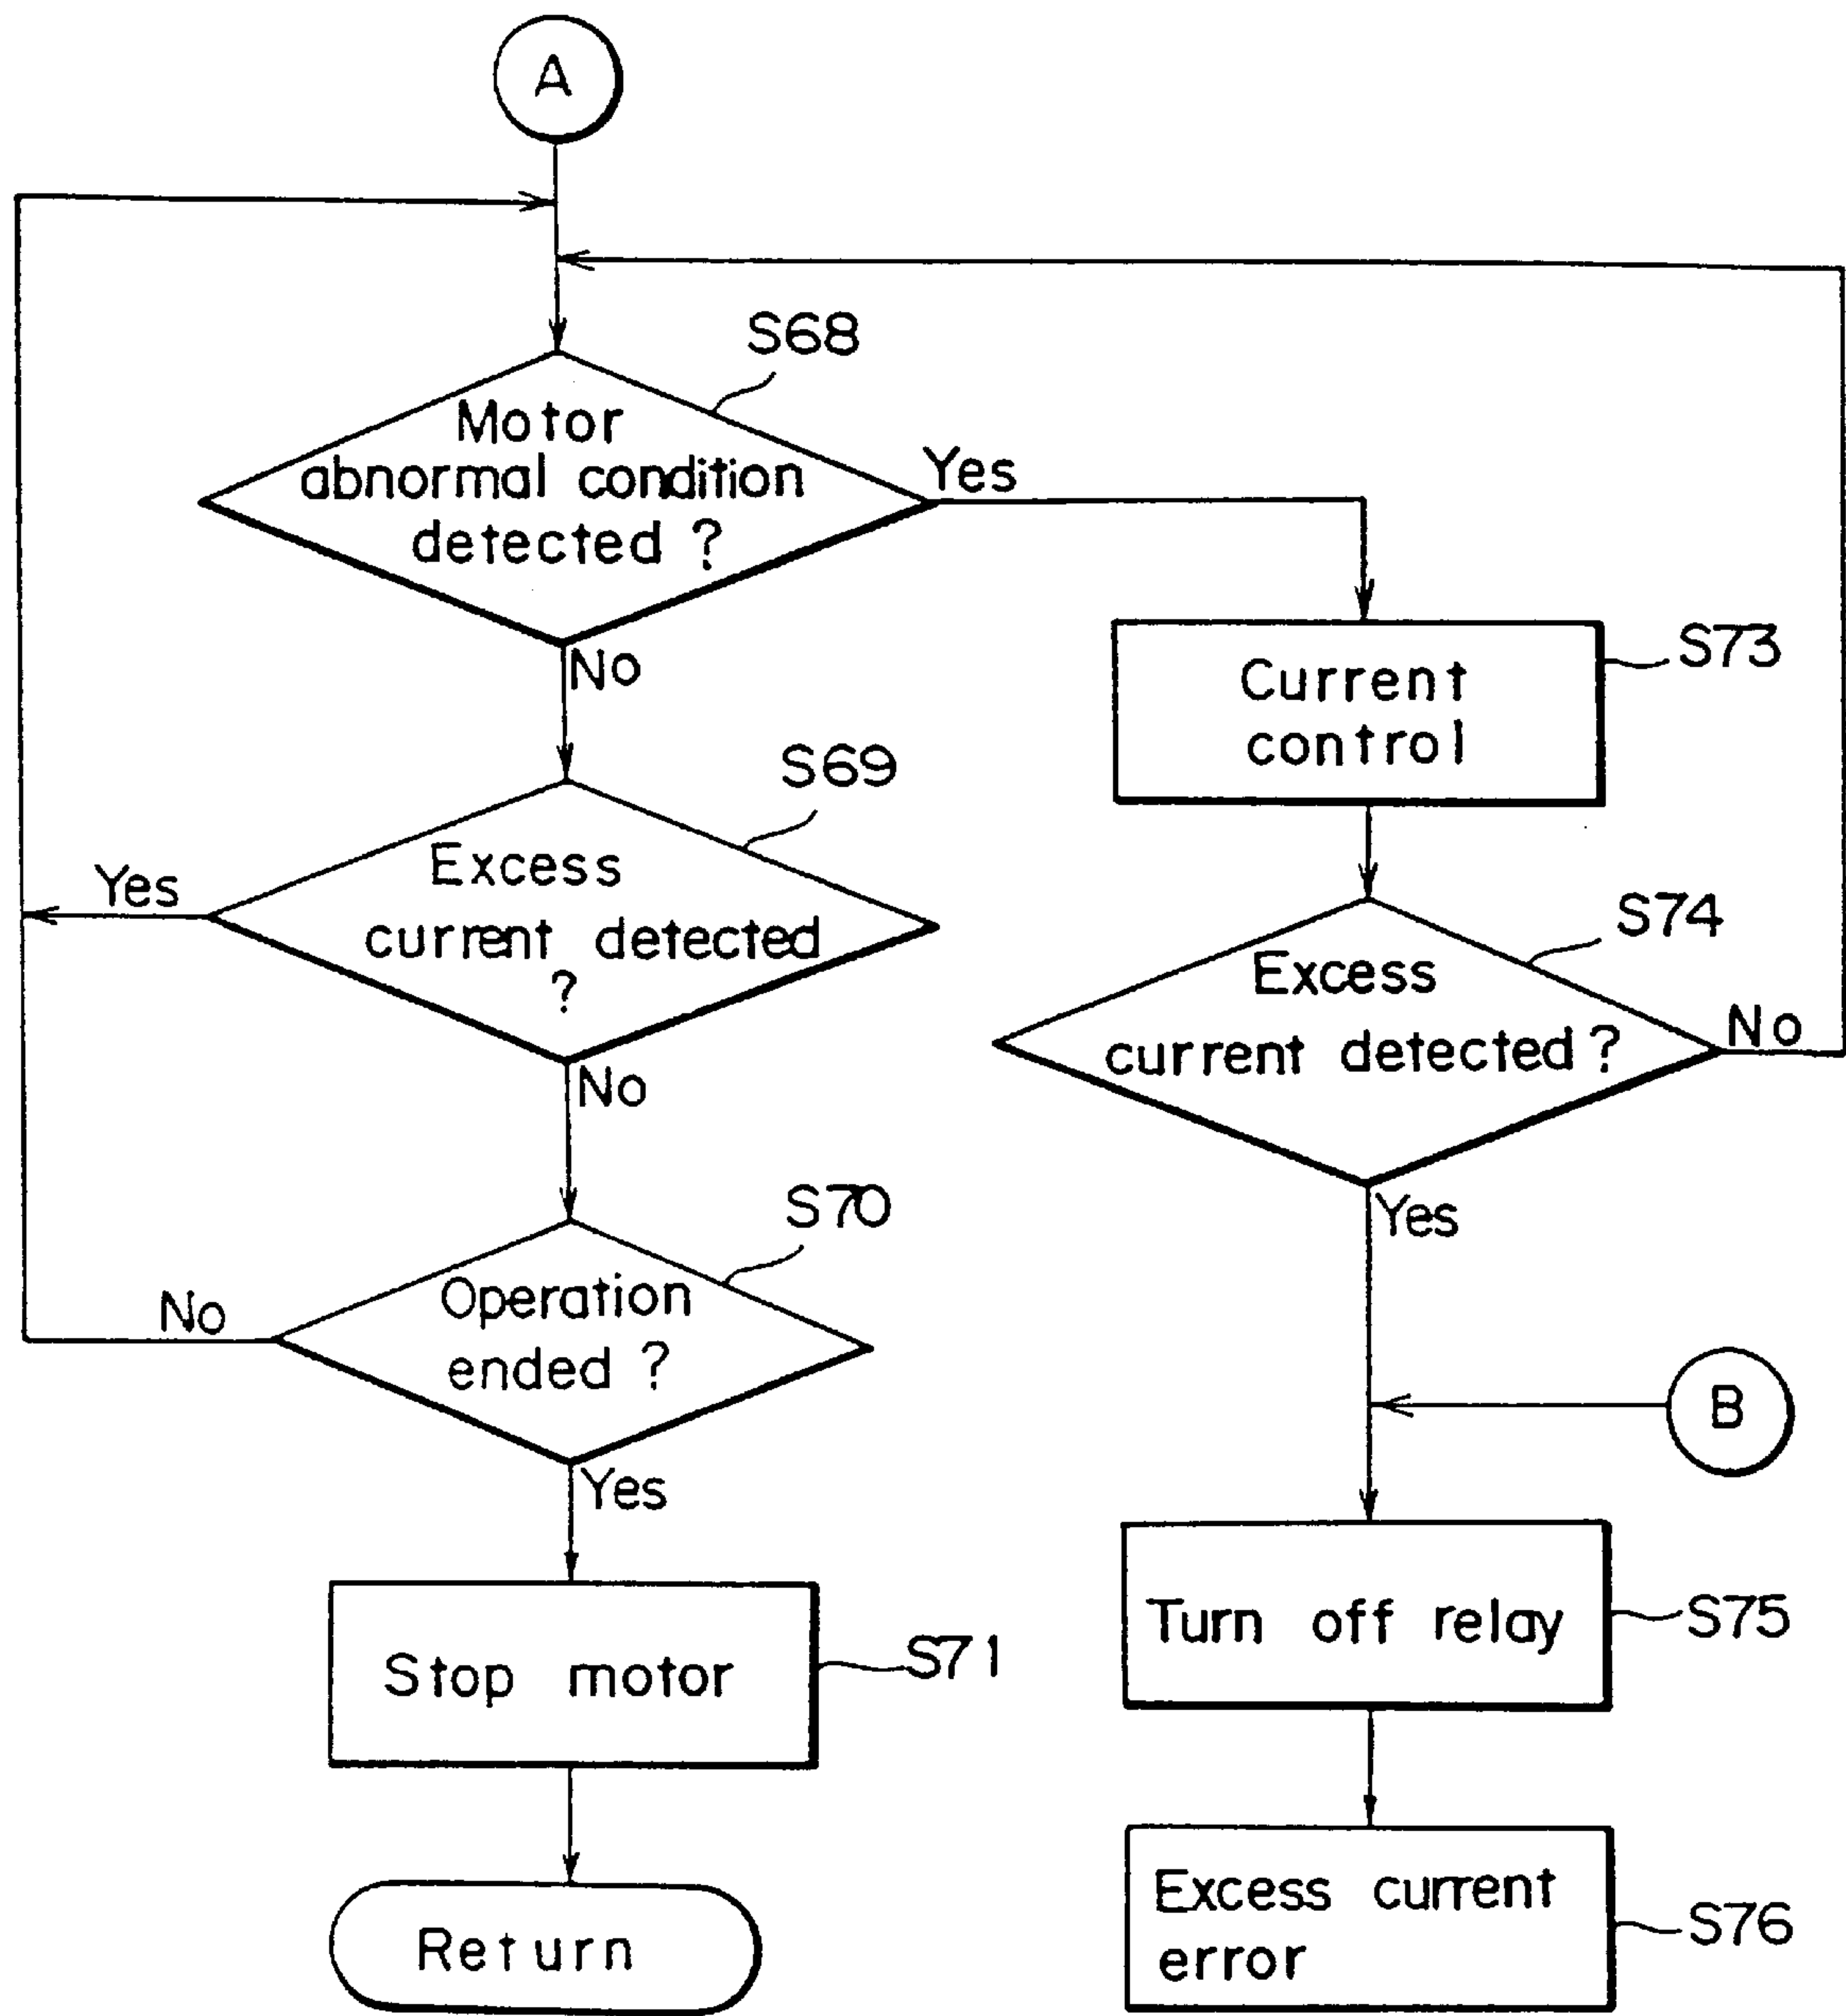 A
S68
Motor
abnormal condition
detected ?
Yes
No
S73
Current
control
S69
Excess
current detected
?
Yes
No
S74
Excess
current detected ?
No
Yes
S70
Operation
ended ?
No
Yes
B
Stop motor
S71
Turn off relay
S75
Return
Excess current
error
S76